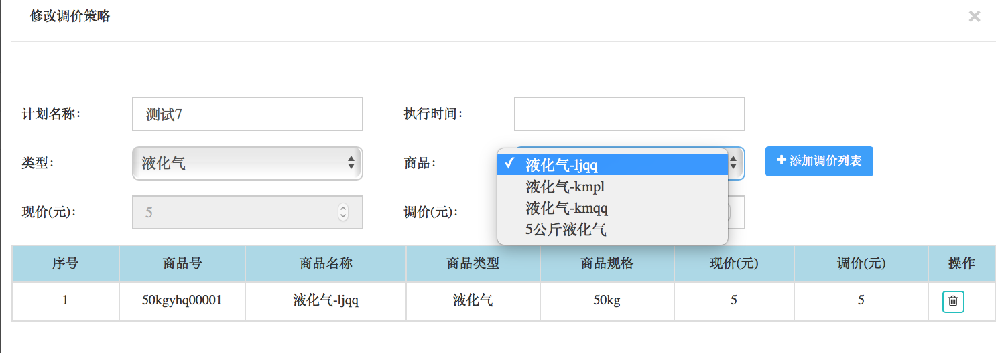 修改调价策略
计划名称：
测试7
执行时间：
类型：
液化气
商品：
液化气-ljqq
液化气-kmpl
液化气-kmqq
5公斤液化气
添加调价列表
现价(元)：
5
调价(元)：
序号 商品号 商品名称 商品类型 商品规格 现价(元) 调价(元) 操作
1 50kgyhq00001 液化气-ljqq 液化气 50kg 5 5